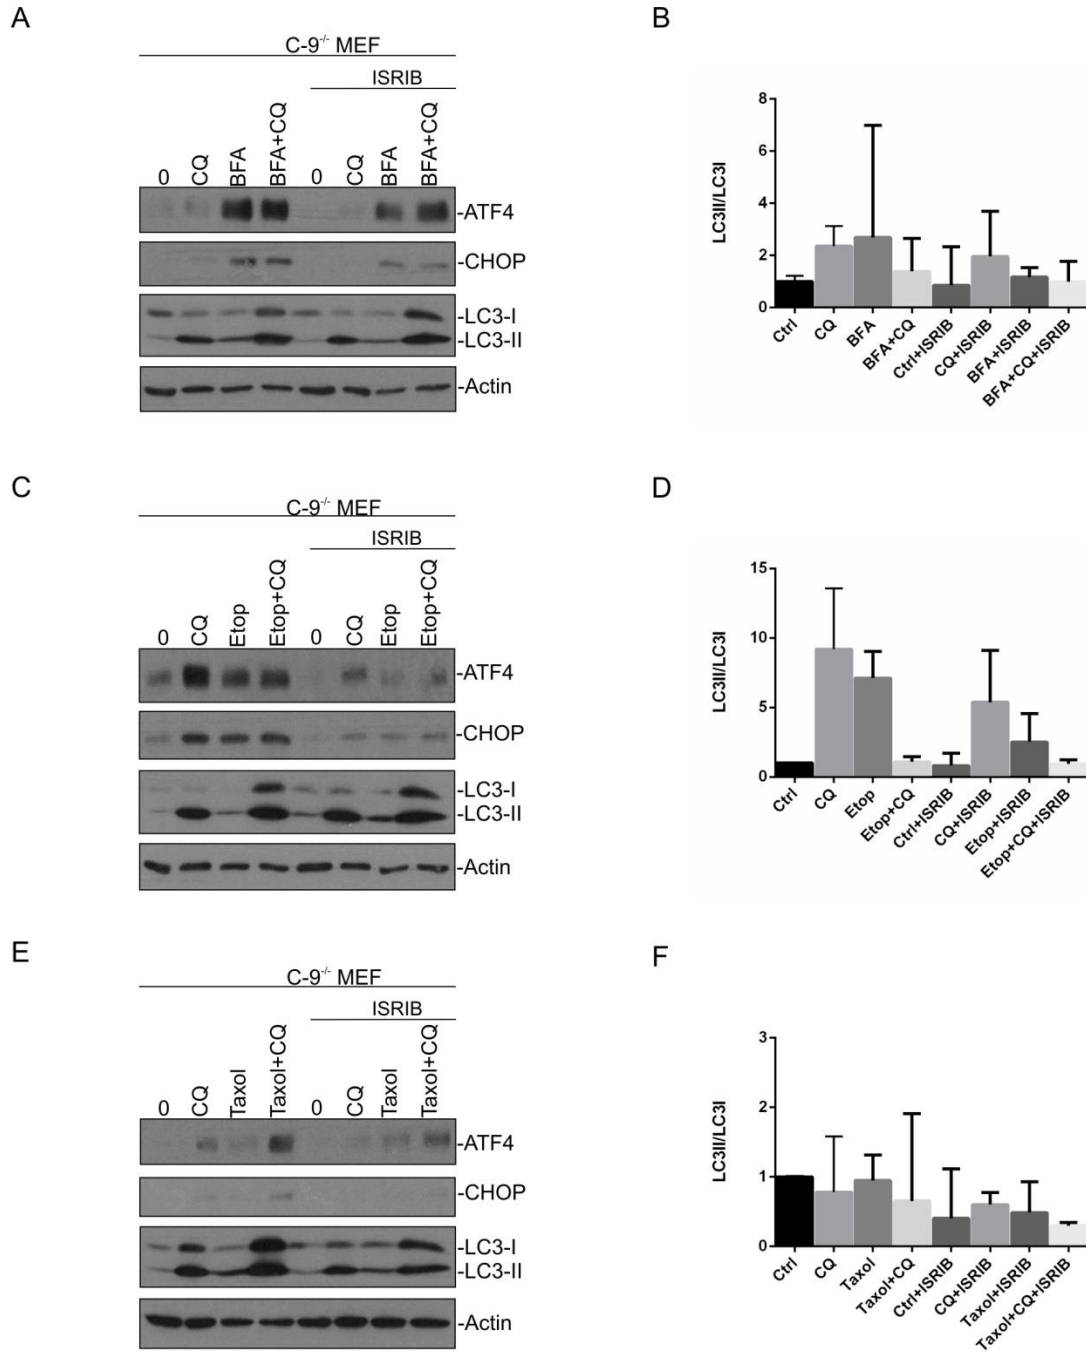 A
C-9-/- MEF
ISRIB
0 CQ BFA BFA+CQ 0 CQ BFA BFA+CQ
-ATF4
-CHOP
-LC3-I
-LC3-II
-Actin
B
LC3II/LC3I
8
6
4
2
0
Ctrl CQ BFA BFA+CQ Ctrl+ISRIB CQ+ISRIB BFA+ISRIB BFA+CQ+ISRIB
C
C-9-/- MEF
ISRIB
0 CQ Etop Etop+CQ 0 CQ Etop Etop+CQ
-ATF4
-CHOP
-LC3-I
-LC3-II
-Actin
D
LC3II/LC3I
15
10
5
0
Ctrl CQ Etop Etop+CQ Ctrl+ISRIB CQ+ISRIB Etop+ISRIB Etop+CQ+ISRIB
E
C-9-/- MEF
ISRIB
0 CQ Taxol Taxol+CQ 0 CQ Taxol Taxol+CQ
-ATF4
-CHOP
-LC3-I
-LC3-II
-Actin
F
LC3II/LC3I
3
2
1
0
Ctrl CQ Taxol Taxol+CQ Ctrl+ISRIB CQ+ISRIB Taxol+ISRIB Taxol+CQ+ISRIB